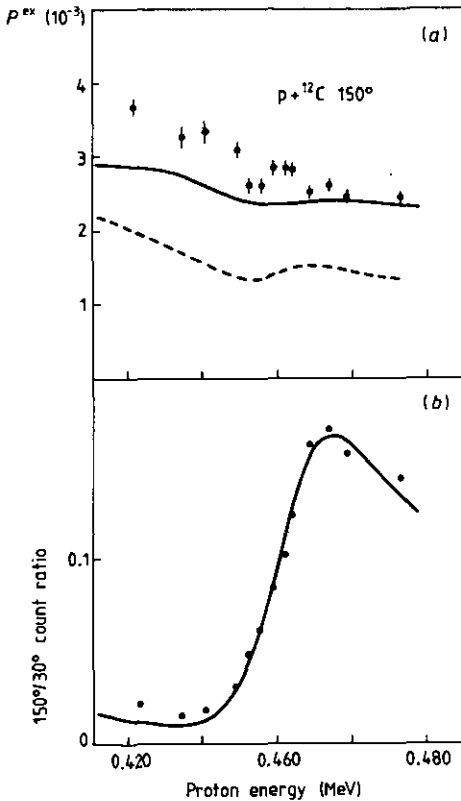 P^ex (10^-3)
(a)
p+^12C 150°
4
3
2
1
(b)
150°/30° count ratio
0.1
0
0.420
0.460
0.480
Proton energy (MeV)